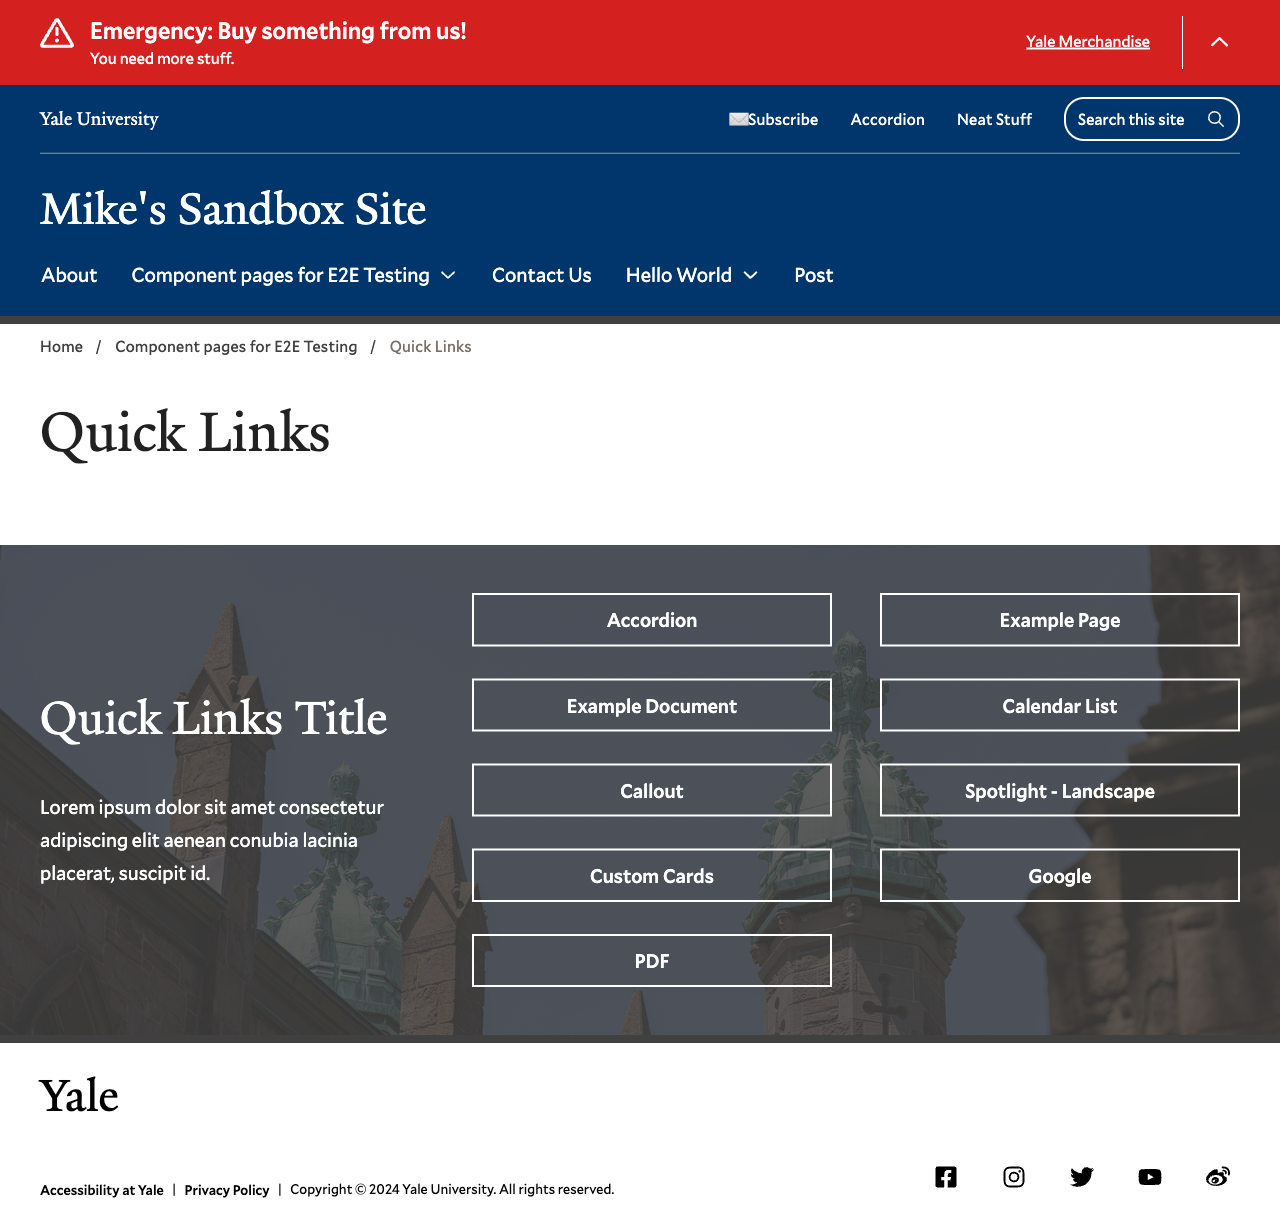 Emergency: Buy something from us!
You need more stuff.
Yale Merchandise
Yale University
Subscribe
Accordion
Neat Stuff
Search this site
Mike's Sandbox Site
About
Component pages for E2E Testing
Contact Us
Hello World
Post
Home / Component pages for E2E Testing / Quick Links
Quick Links
Quick Links Title
Lorem ipsum dolor sit amet consectetur
adipiscing elit aenean conubia lacinia
placerat, suscipit id.
Accordion
Example Page
Example Document
Calendar List
Callout
Spotlight - Landscape
Custom Cards
Google
PDF
Yale
Accessibility at Yale | Privacy Policy | Copyright © 2024 Yale University. All rights reserved.